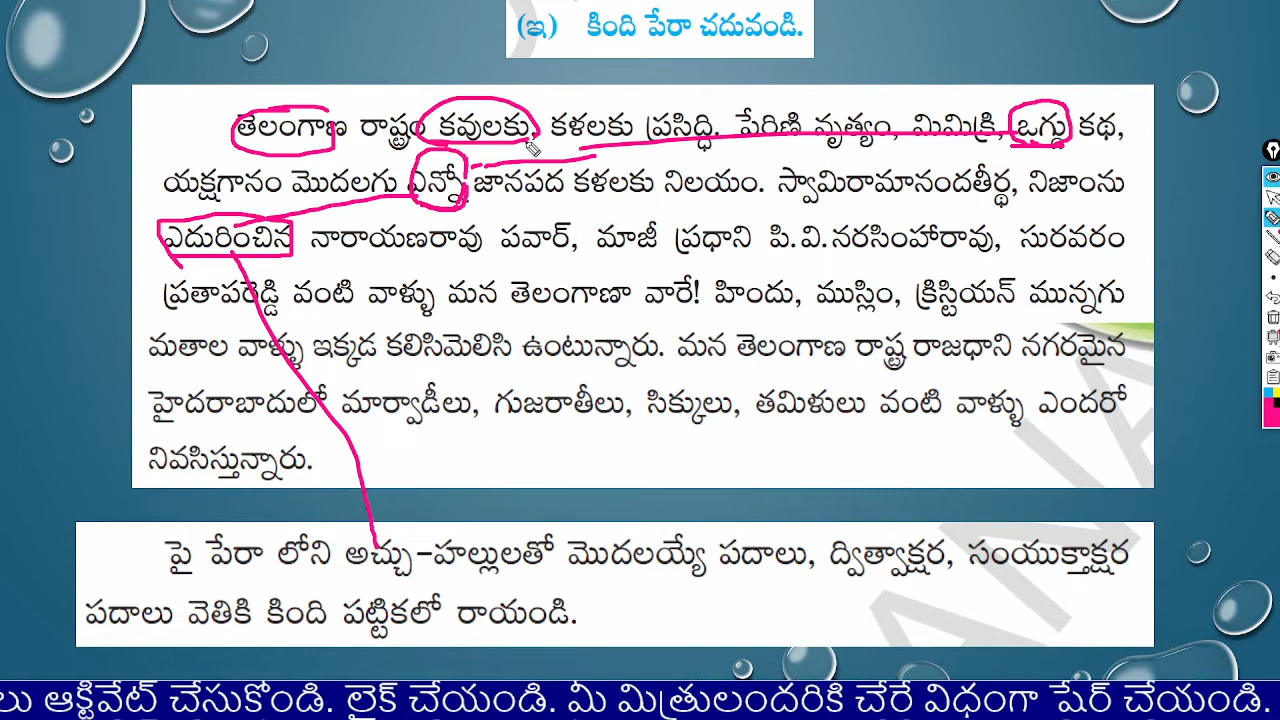 (ఇ) కింది పేరా చదువండి.
తెలంగాణ రాష్ట్రం కవులకు, కళలకు ప్రసిద్ధి. పేరిణి నృత్యం, మిమిక్రి, ఒగ్గు కథ,
యక్షగానం మొదలగు ఎన్నో జానపద కళలకు నిలయం. స్వామిరామానందతీర్థ, నిజాంను
ఎదురించిన నారాయణరావు పవార్, మాజీ ప్రధాని పి.వి.నరసింహారావు, సురవరం
ప్రతాపరెడ్డి వంటి వాళ్ళు మన తెలంగాణా వారే! హిందు, ముస్లిం, క్రిస్టియన్ మున్నగు
మతాల వాళ్ళు ఇక్కడ కలిసిమెలిసి ఉంటున్నారు. మన తెలంగాణ రాష్ట్ర రాజధాని నగరమైన
హైదరాబాదులో మార్వాడీలు, గుజరాతీలు, సిక్కులు, తమిళులు వంటి వాళ్ళు ఎందరో
నివసిస్తున్నారు.
పై పేరా లోని అచ్చు-హల్లులతో మొదలయ్యే పదాలు, ద్విత్వాక్షర, సంయుక్తాక్షర
పదాలు వెతికి కింది పట్టికలో రాయండి.
లు ఆక్టివేట్ చేసుకోండి. లైక్ చేయండి. మీ మిత్రులందరికి చేరే విధంగా షేర్ చేయండి.